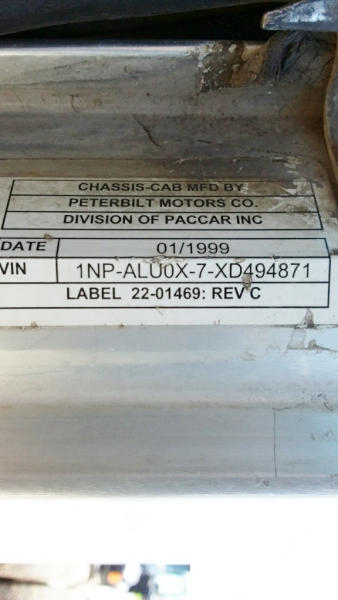 CHASSIS-CAB MFD BY
PETERBILT MOTORS CO.
DIVISION OF PACCAR INC
DATE 01/1999
VIN 1NP-ALU0X-7-XD494871
LABEL 22-01469: REV C